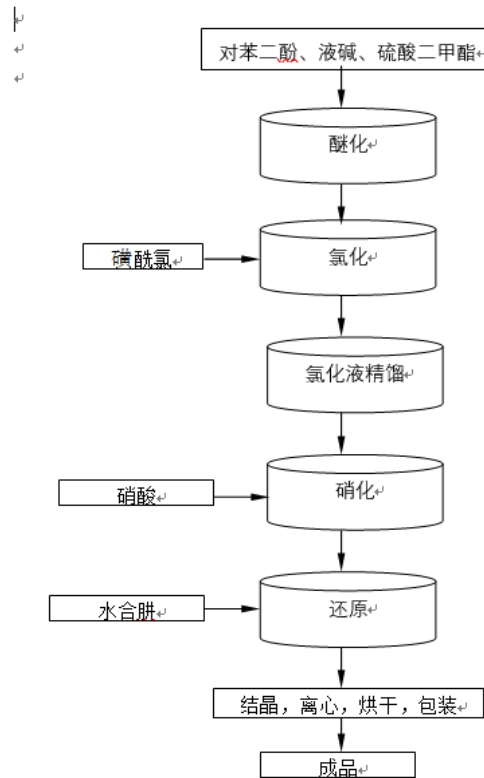 对苯二酚、液碱、硫酸二甲酯
醚化
磺酰氯
氯化
氯化液精馏
硝酸
硝化
水合肼
还原
结晶，离心，烘干，包装
成品